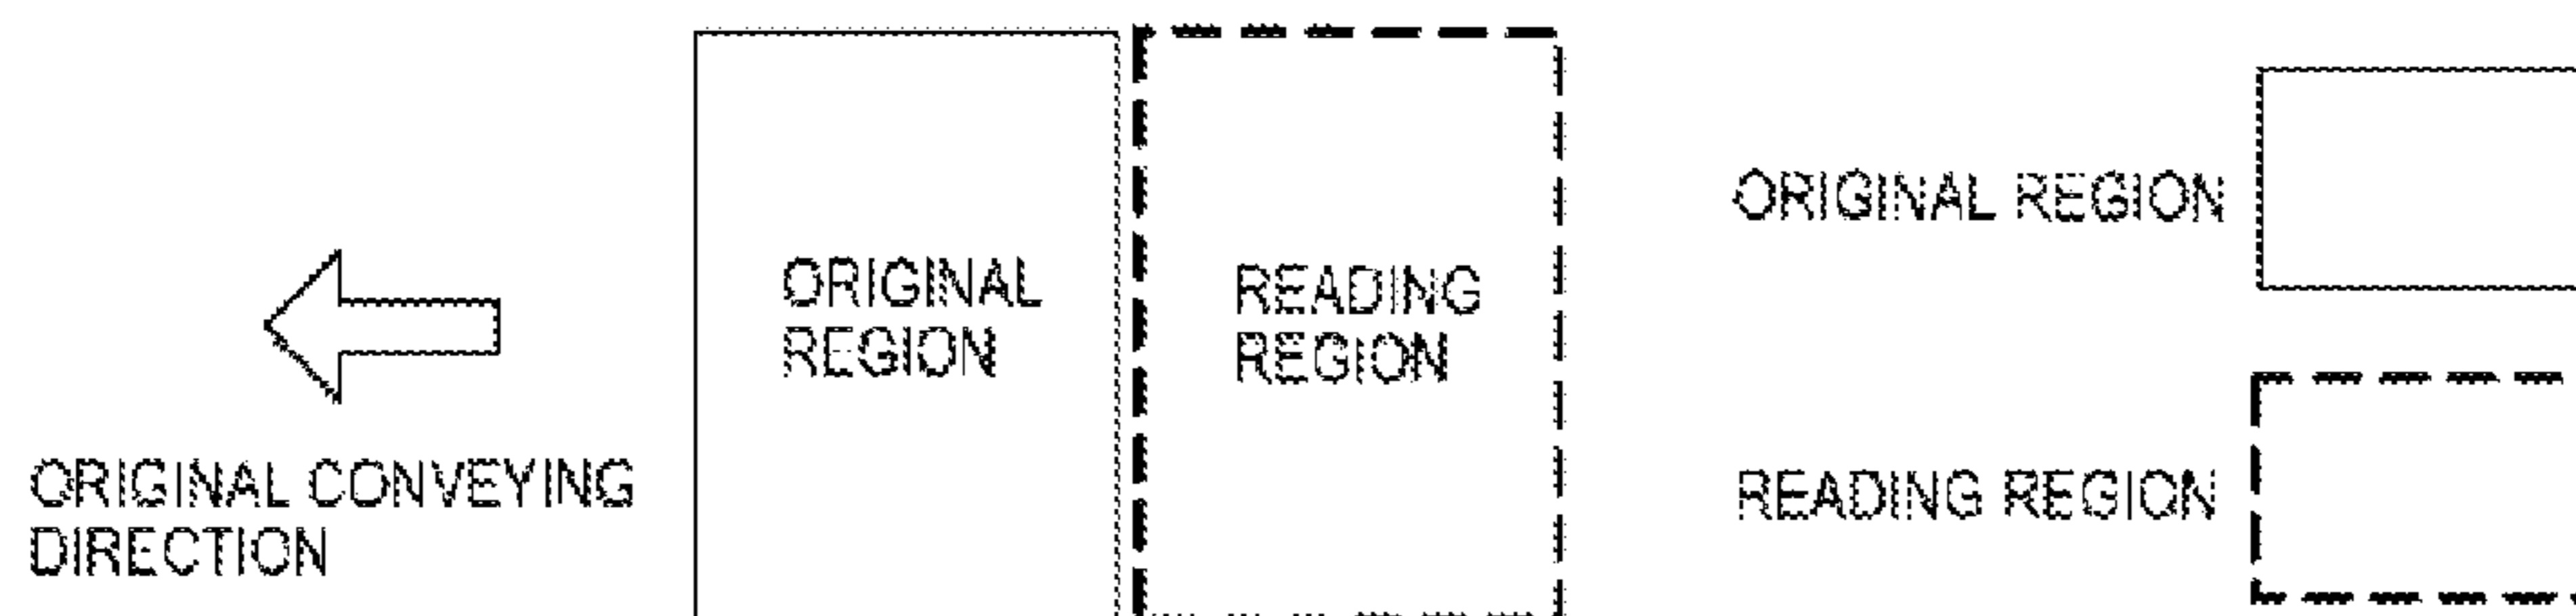 ORIGINAL CONVEYING
DIRECTION
ORIGINAL
REGION
READING
REGION
ORIGINAL REGION
READING REGION